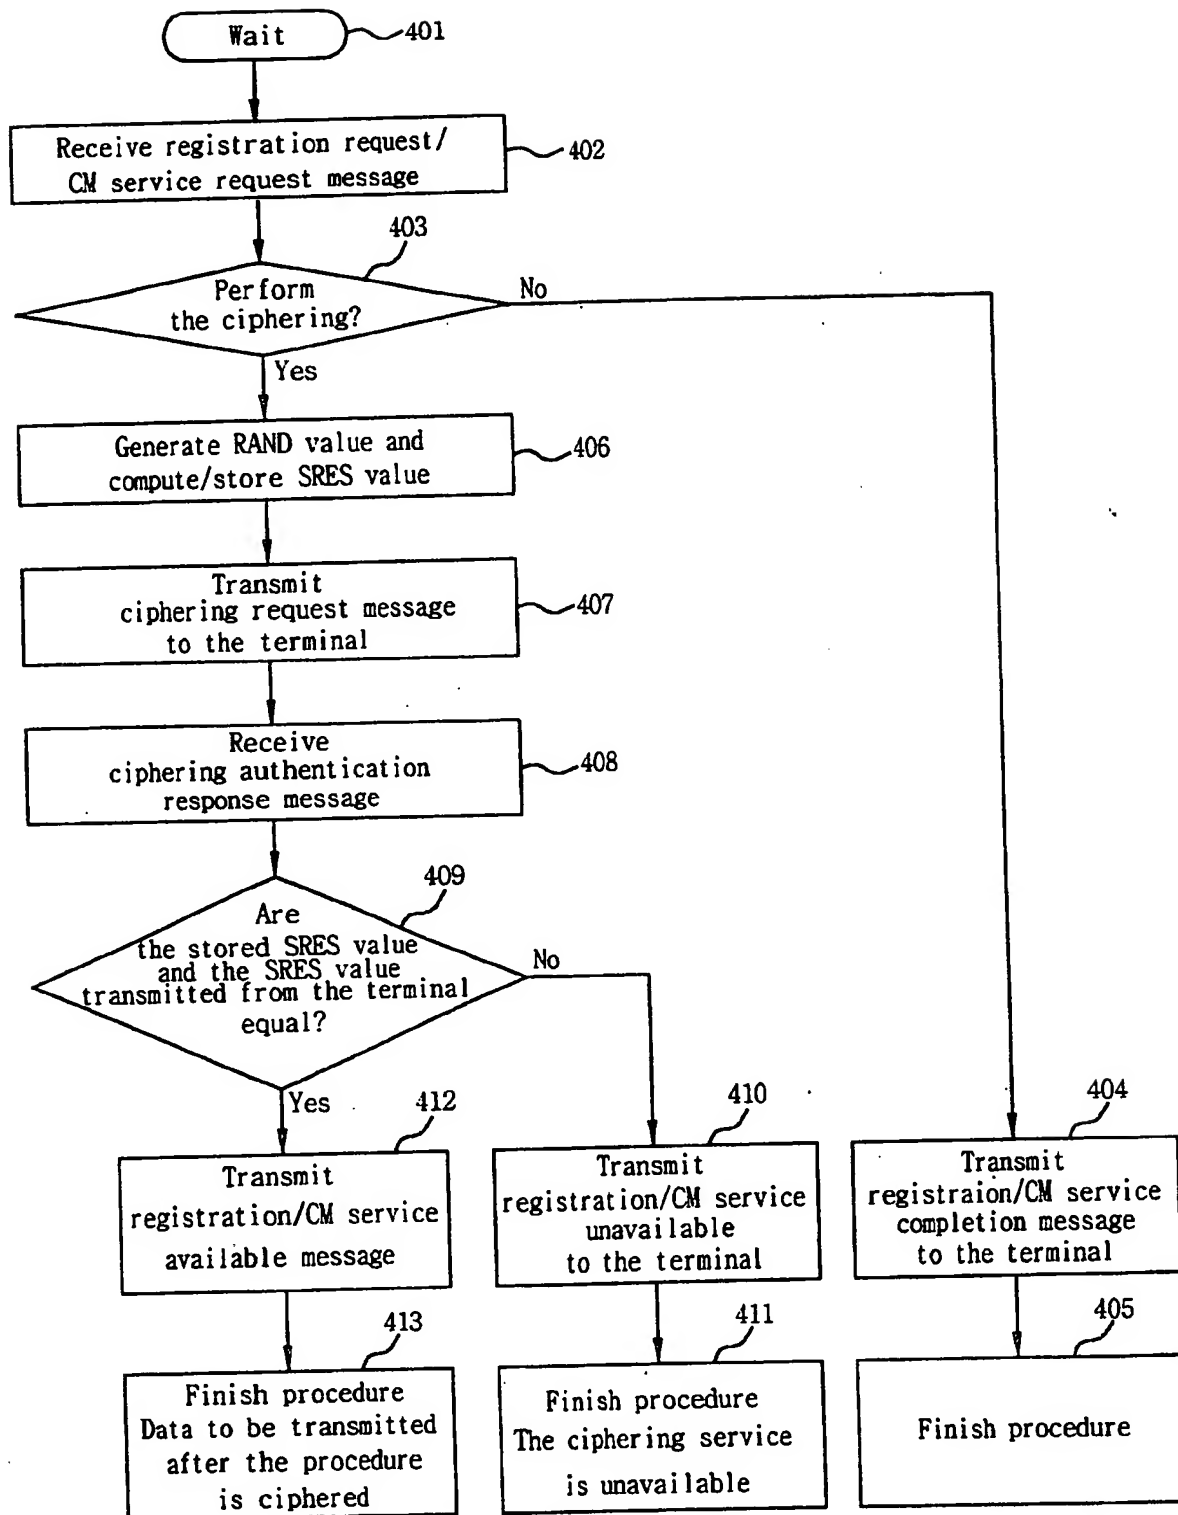 Wait
401
Receive registration request/
CM service request message
402
403
Perform
the ciphering?
No
Yes
Generate RAND value and
compute/store SRES value
406
Transmit
ciphering request message
to the terminal
407
Receive
ciphering authentication
response message
408
409
Are
the stored SRES value
and the SRES value
transmitted from the terminal
equal?
No
Yes
412
Transmit
registration/CM service
available message
410
Transmit
registration/CM service
unavailable
to the terminal
404
Transmit
registraion/CM service
completion message
to the terminal
413
Finish procedure
Data to be transmitted
after the procedure
is ciphered
411
Finish procedure
The ciphering service
is unavailable
405
Finish procedure